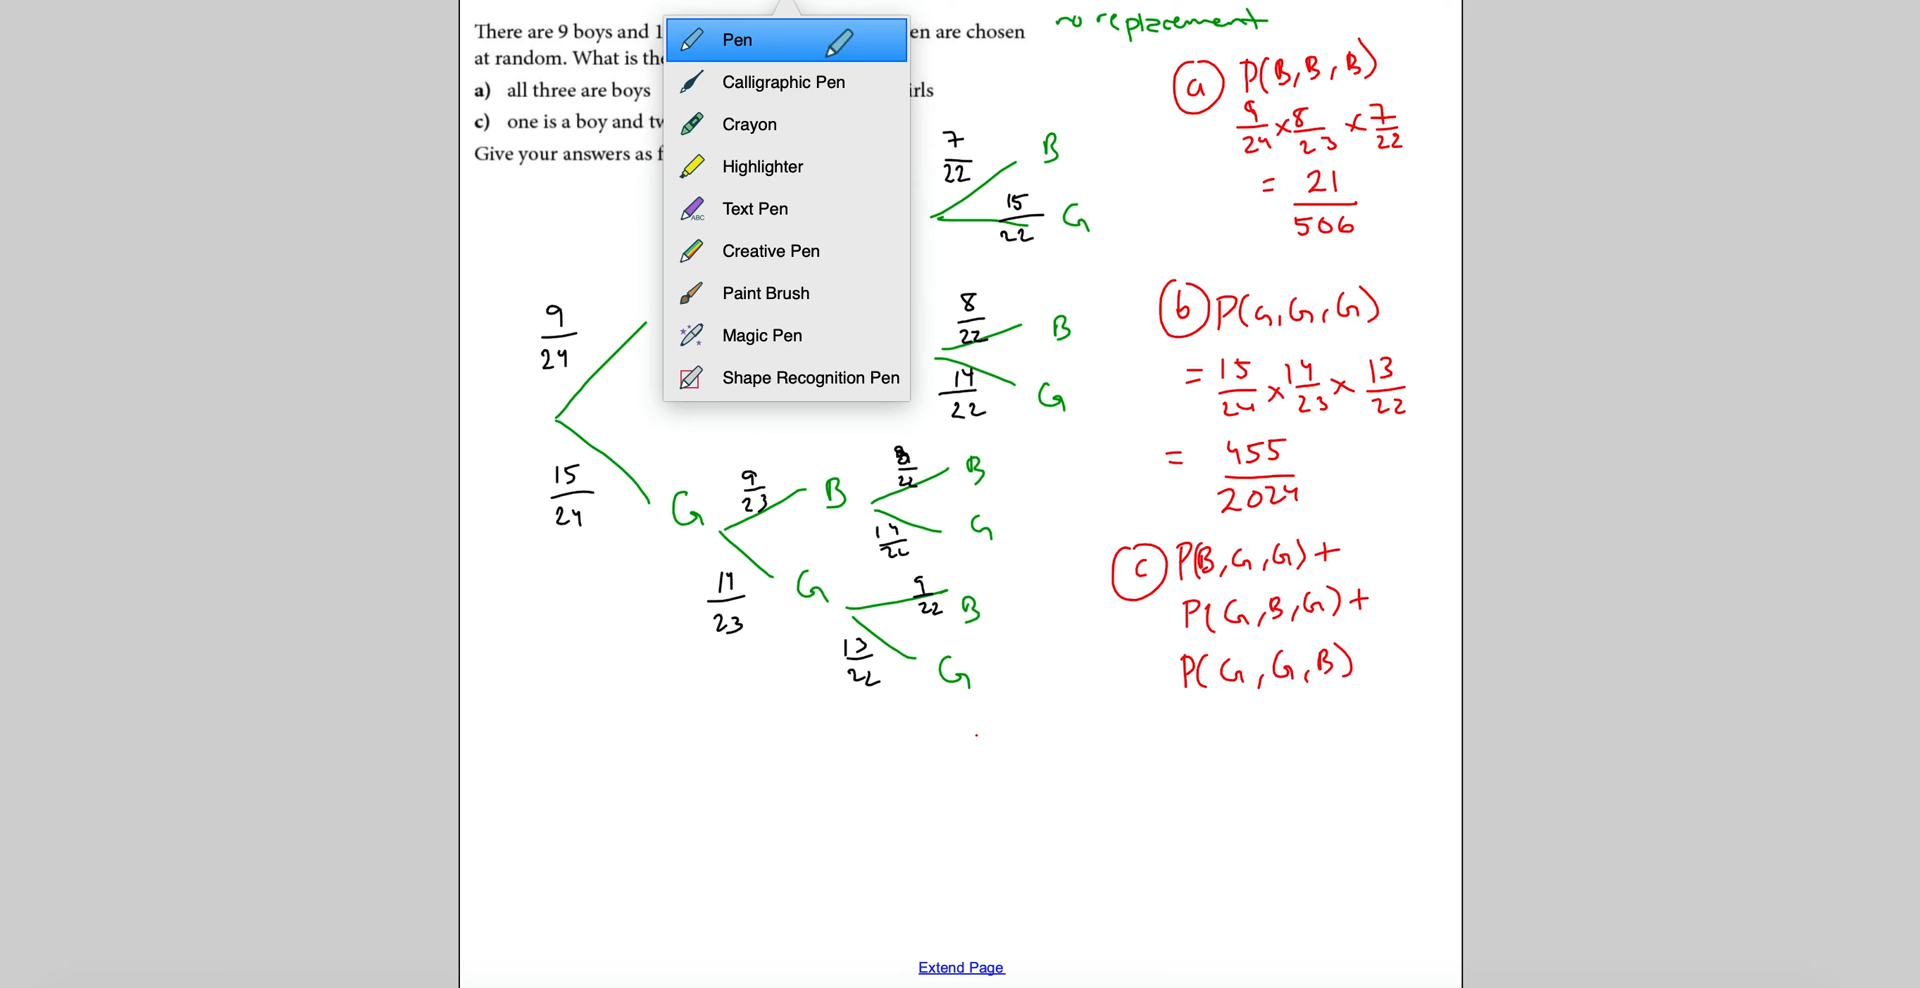 There are 9 boys and 1
en are chosen
no replacement
at random. What is the
a) all three are boys
irls
c) one is a boy and tw
Give your answers as f
Pen
Calligraphic Pen
Crayon
Highlighter
ABC
Text Pen
Creative Pen
Paint Brush
Magic Pen
Shape Recognition Pen
7/22 B
15/22 G
8/22 B
14/22 G
9/24
15/24 G
9/23 B
14/23 G
8/22 B
14/22 G
9/22 B
13/22 G
a P(B,B,B)
9/24 × 8/23 × 7/22
= 21/506
b P(G,G,G)
= 15/24 × 14/23 × 13/22
= 455/2024
c P(B,G,G) +
P(G,B,G) +
P(G,G,B)
Extend Page